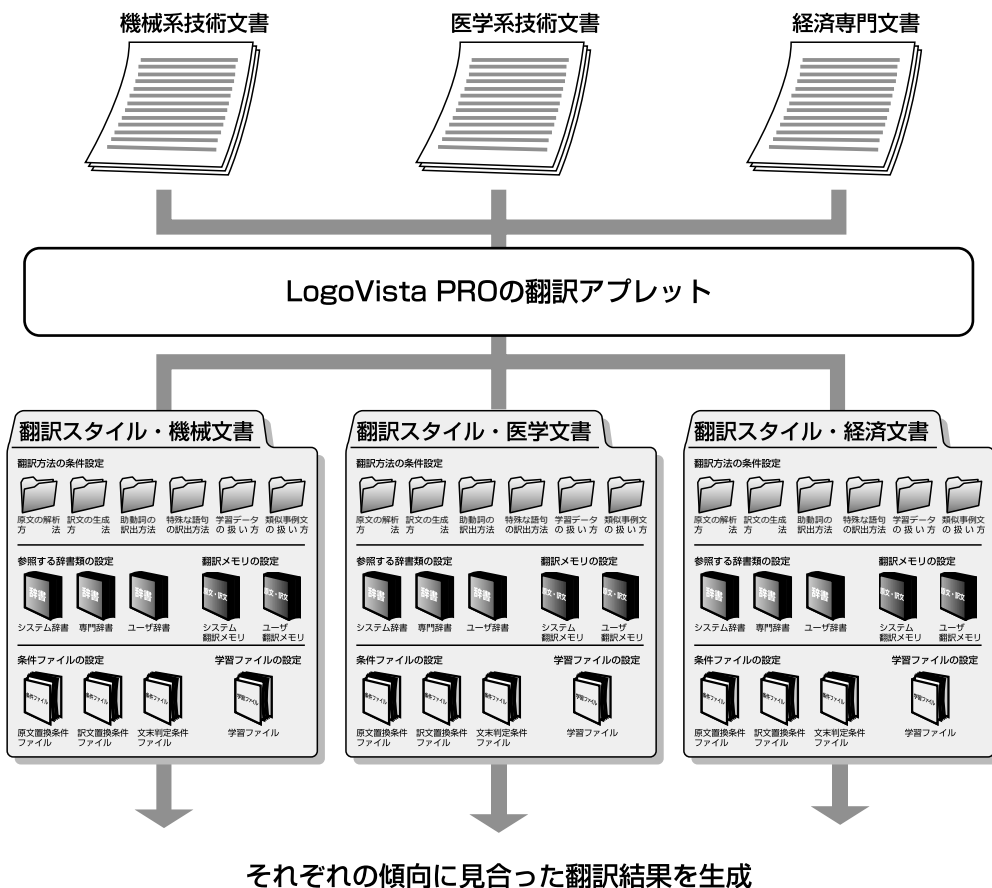 機械系技術文書
医学系技術文書
経済専門文書
LogoVista PROの翻訳アプレット
翻訳スタイル・機械文書
翻訳方法の条件設定
原文の解析方法
訳文の生成方法
助動詞の訳出方法
特殊な語句の訳出方法
学習データの扱い方
類似事例文の扱い方
参照する辞書類の設定
翻訳メモリの設定
辞書
辞書
辞書
原文・訳文
原文・訳文
システム辞書
専門辞書
ユーザ辞書
システム
翻訳メモリ
ユーザ
翻訳メモリ
条件ファイルの設定
学習ファイルの設定
条件ファイル
条件ファイル
条件ファイル
学習ファイル
原文置換条件
ファイル
訳文置換条件
ファイル
文末判定条件
ファイル
学習ファイル
翻訳スタイル・医学文書
翻訳方法の条件設定
原文の解析方法
訳文の生成方法
助動詞の訳出方法
特殊な語句の訳出方法
学習データの扱い方
類似事例文の扱い方
参照する辞書類の設定
翻訳メモリの設定
辞書
辞書
辞書
原文・訳文
原文・訳文
システム辞書
専門辞書
ユーザ辞書
システム
翻訳メモリ
ユーザ
翻訳メモリ
条件ファイルの設定
学習ファイルの設定
条件ファイル
条件ファイル
条件ファイル
学習ファイル
原文置換条件
ファイル
訳文置換条件
ファイル
文末判定条件
ファイル
学習ファイル
翻訳スタイル・経済文書
翻訳方法の条件設定
原文の解析方法
訳文の生成方法
助動詞の訳出方法
特殊な語句の訳出方法
学習データの扱い方
類似事例文の扱い方
参照する辞書類の設定
翻訳メモリの設定
辞書
辞書
辞書
原文・訳文
原文・訳文
システム辞書
専門辞書
ユーザ辞書
システム
翻訳メモリ
ユーザ
翻訳メモリ
条件ファイルの設定
学習ファイルの設定
条件ファイル
条件ファイル
条件ファイル
学習ファイル
原文置換条件
ファイル
訳文置換条件
ファイル
文末判定条件
ファイル
学習ファイル
それぞれの傾向に見合った翻訳結果を生成